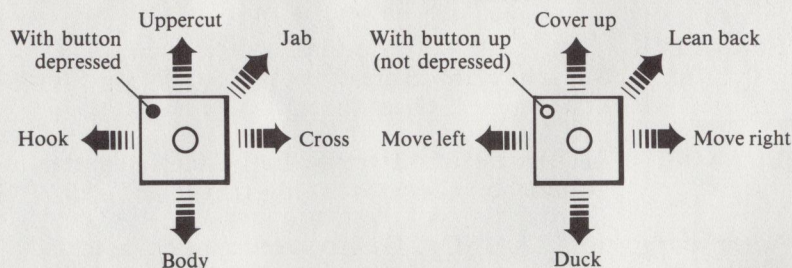 Uppercut
With button
depressed
Jab
Hook
Cross
Body
Cover up
With button up
(not depressed)
Lean back
Move left
Move right
Duck